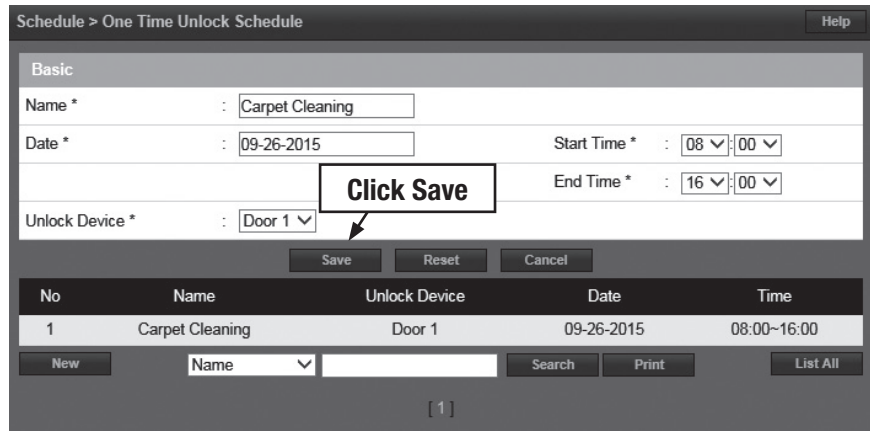 Schedule > One Time Unlock Schedule Help
Basic
Name * : Carpet Cleaning
Date * : 09-26-2015 Start Time * : 08 : 00
Click Save End Time * : 16 : 00
Unlock Device * : Door 1
Save Reset Cancel
No Name Unlock Device Date Time
1 Carpet Cleaning Door 1 09-26-2015 08:00~16:00
New Name Search Print List All
[ 1 ]